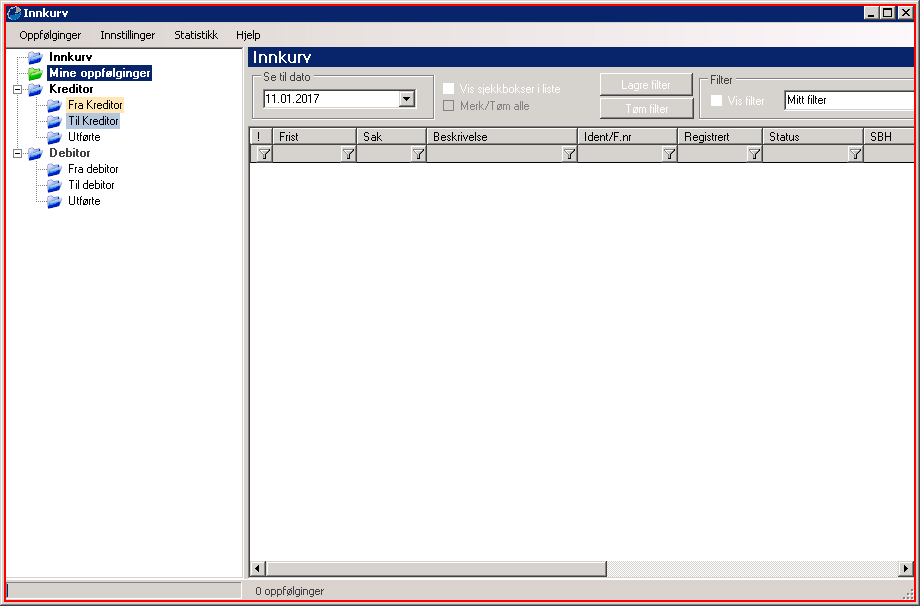 Innkurv
Oppfølginger Innstillinger Statistikk Hjelp
Innkurv
Mine oppfølginger
Kreditor
Fra Kreditor
Til Kreditor
Utførte
Debitor
Fra debitor
Til debitor
Utførte
Innkurv
Se til dato
11.01.2017
Vis sjekkbokser i liste
Merk/Tøm alle
Lagre filter
Tøm filter
Filter
Vis filter
Mitt filter
! Frist Sak Beskrivelse Ident/F.nr Registrert Status SBH
0 oppfølginger